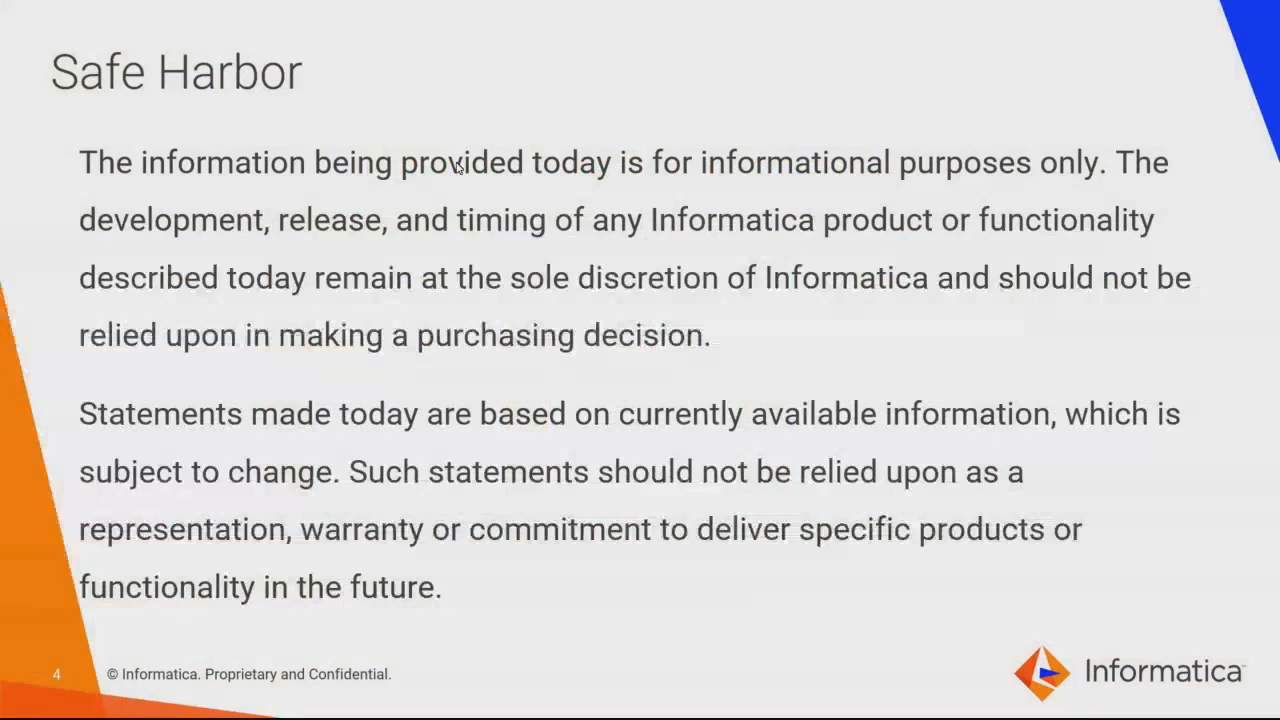 Safe Harbor
The information being provided today is for informational purposes only. The
development, release, and timing of any Informatica product or functionality
described today remain at the sole discretion of Informatica and should not be
relied upon in making a purchasing decision.
Statements made today are based on currently available information, which is
subject to change. Such statements should not be relied upon as a
representation, warranty or commitment to deliver specific products or
functionality in the future.
4
© Informatica. Proprietary and Confidential.
Informatica